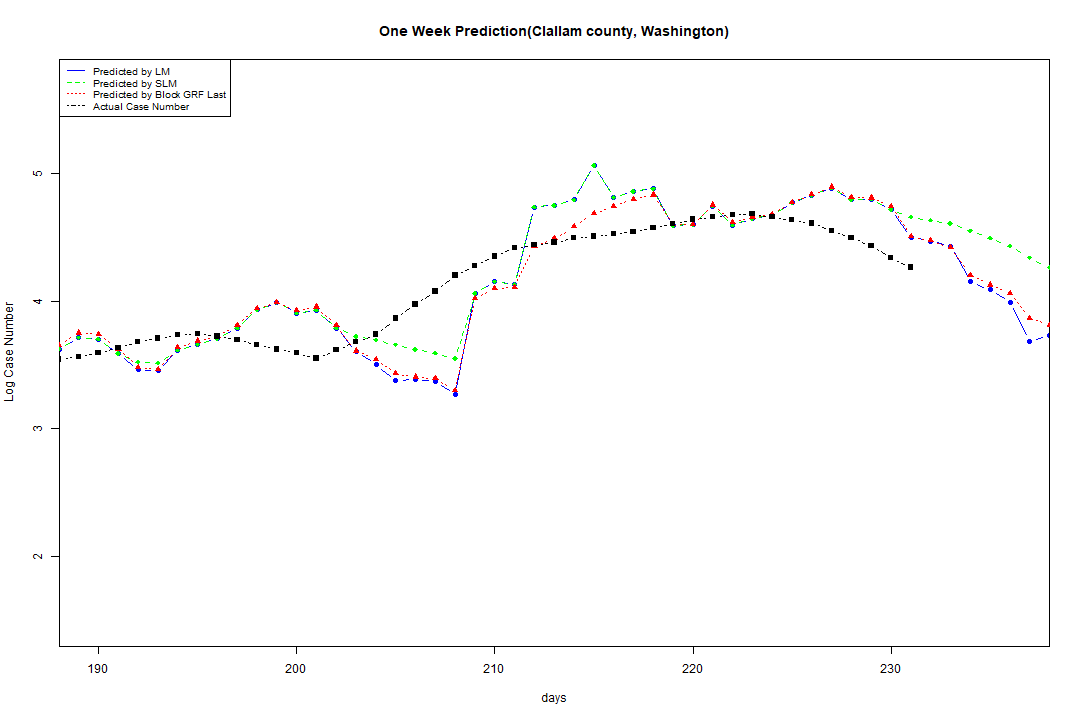 One Week Prediction(Clallam county, Washington)
Predicted by LM
Predicted by SLM
Predicted by Block GRF Last
Actual Case Number
5
4
3
2
Log Case Number
190 200 210 220 230
days